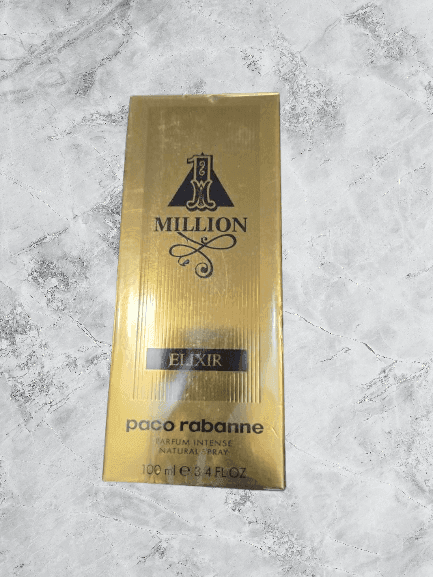 1
MILLION
ELIXIR
paco rabanne
PARFUM INTENSE
NATURAL SPRAY
100 ml ℮ 3.4 FL.OZ